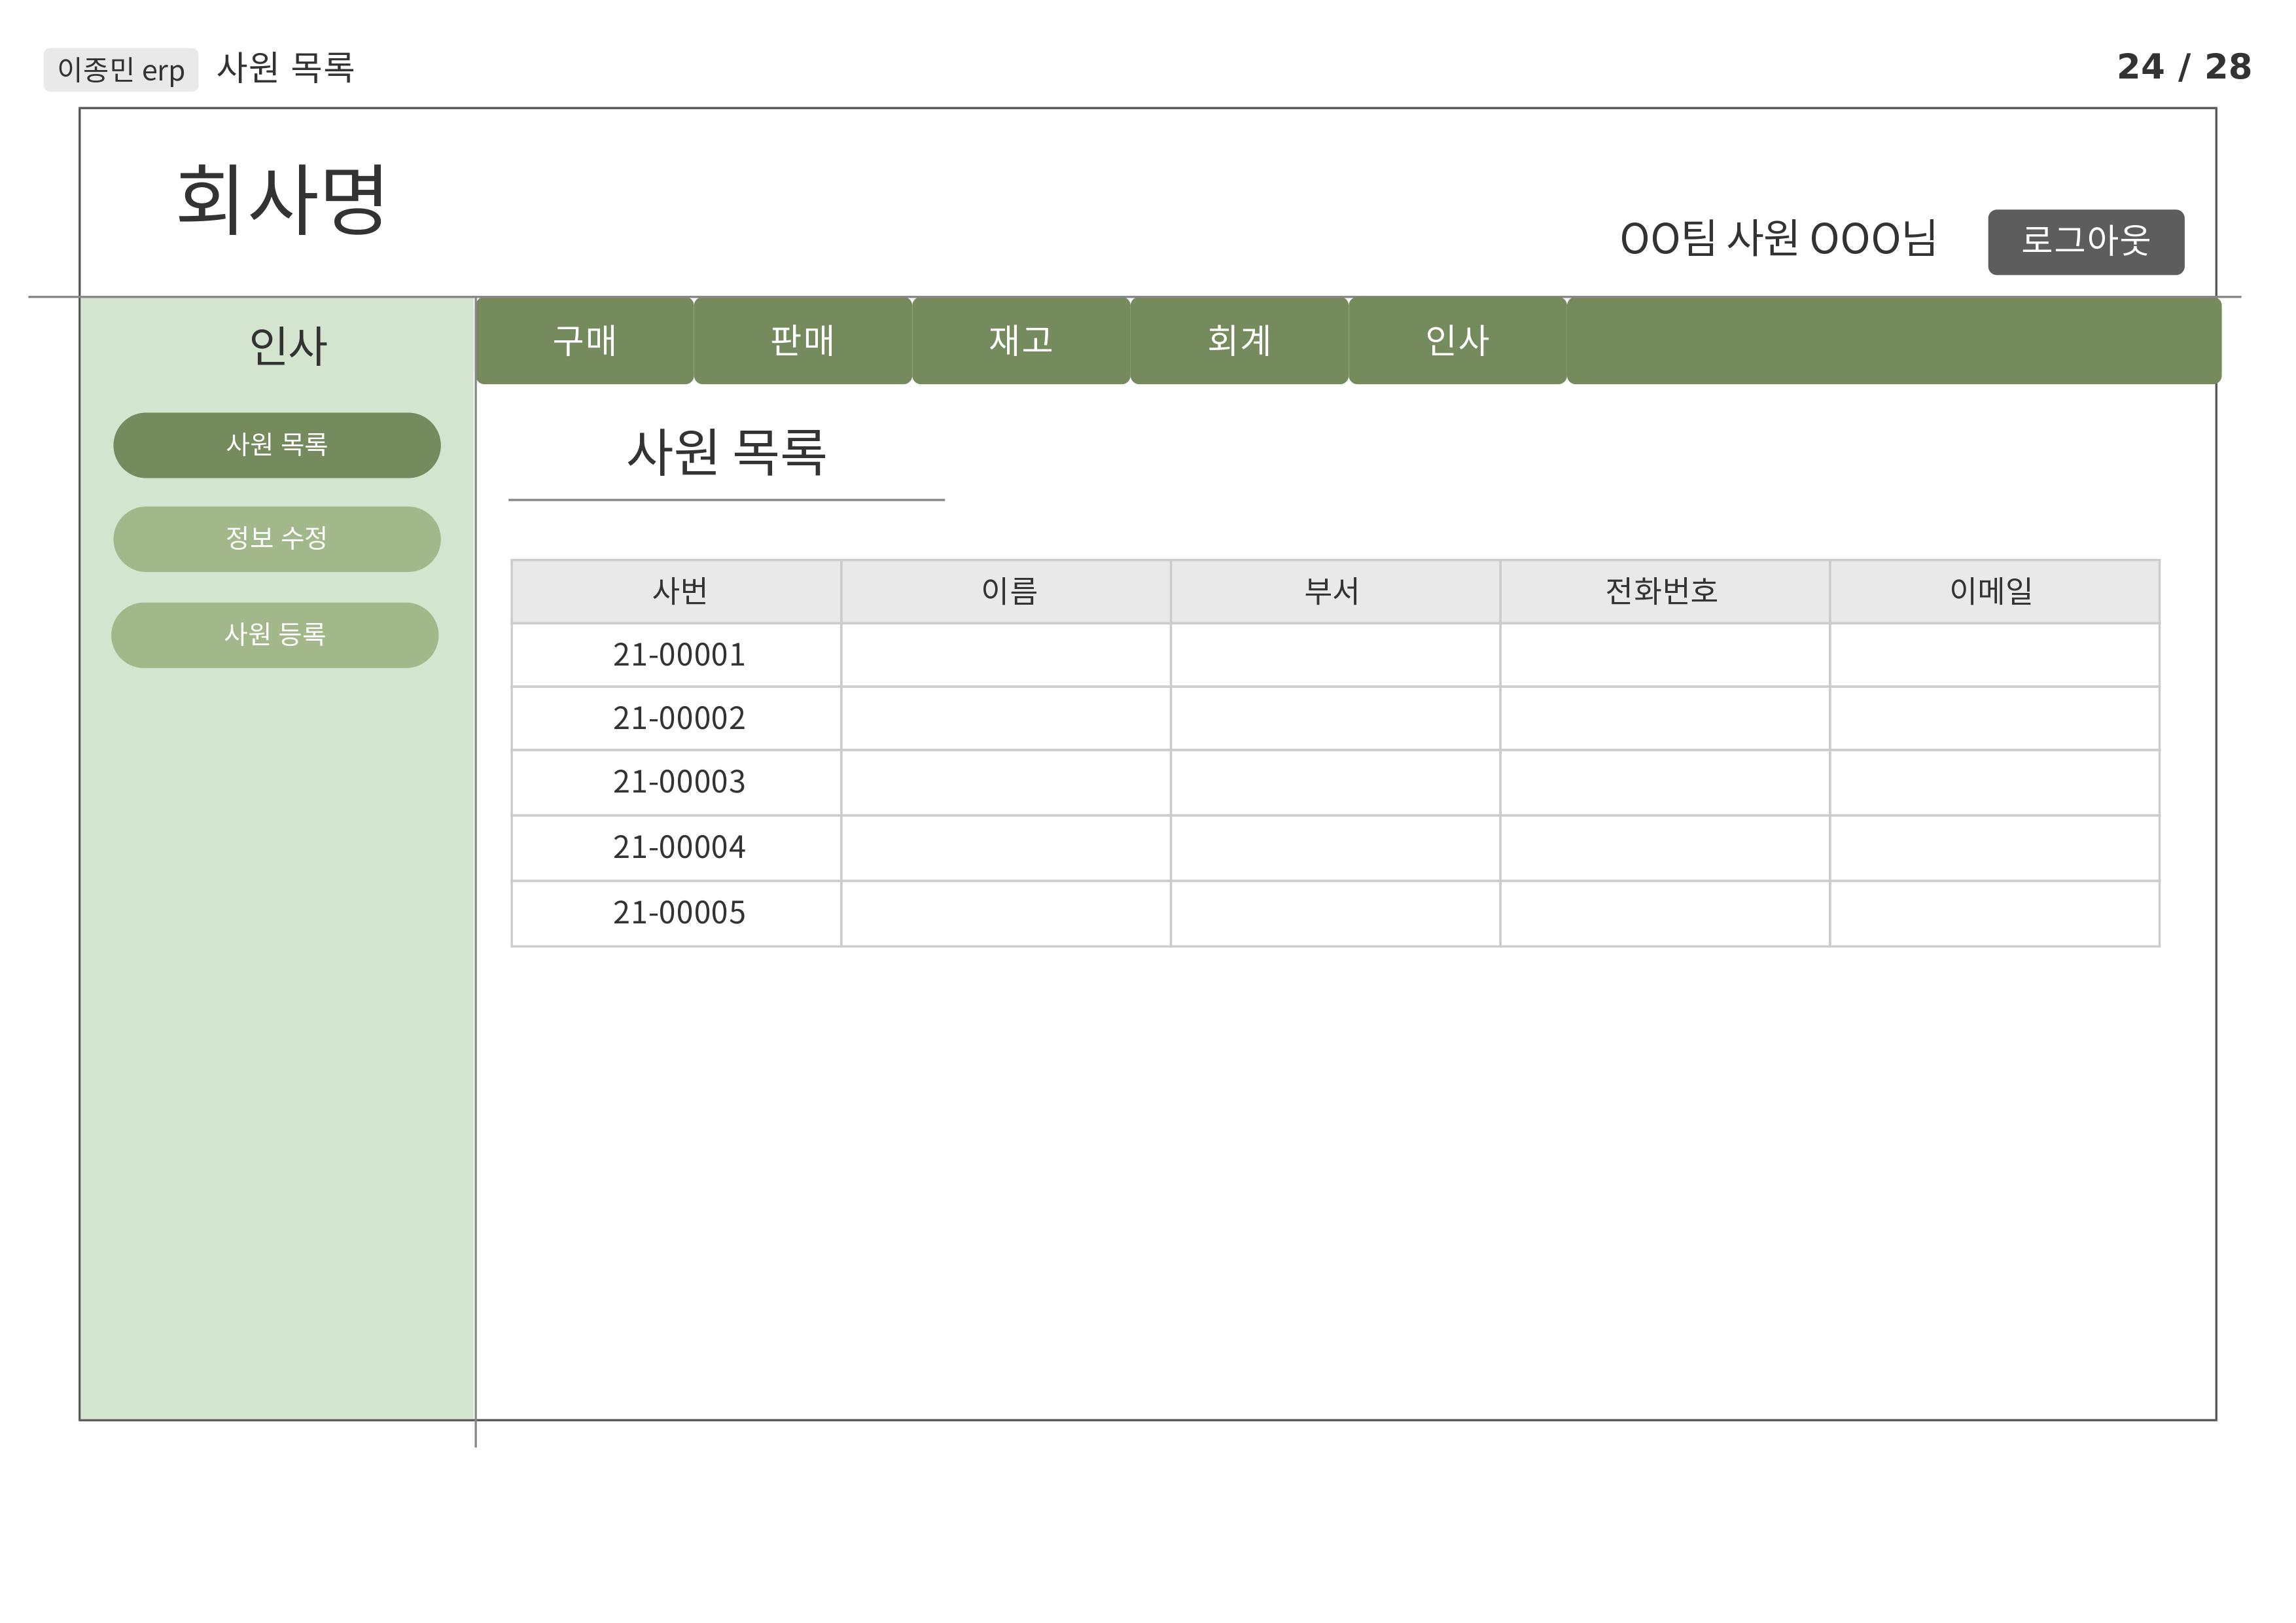 이종민 erp 사원 목록
24 / 28
회사명
OO팀 사원 OOO님 로그아웃
인사
구매 판매 재고 회계 인사
사원 목록
정보 수정
사원 등록
사원 목록
사번 이름 부서 전화번호 이메일
21-00001
21-00002
21-00003
21-00004
21-00005